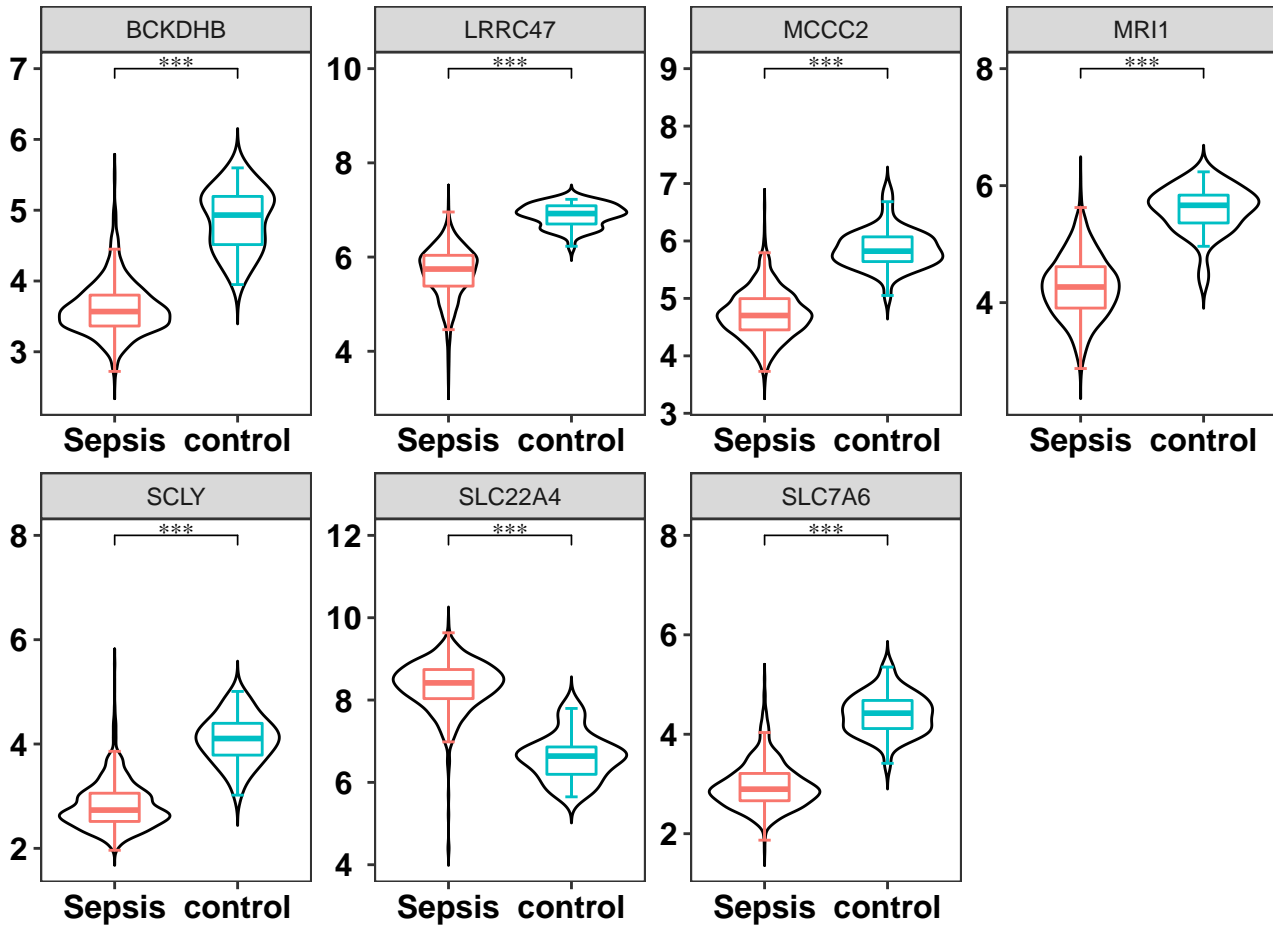 BCKDHB LRRC47 MCCC2 MRI1
*** *** *** ***
7 10 9 8
8
6 7
8 6
5 6
6 5
4 4
4 4
3 3
Sepsis control Sepsis control Sepsis control Sepsis control
SCLY SLC22A4 SLC7A6
*** *** ***
8 12 8
6 10 6
8
4 4
6
2 4 2
Sepsis control Sepsis control Sepsis control